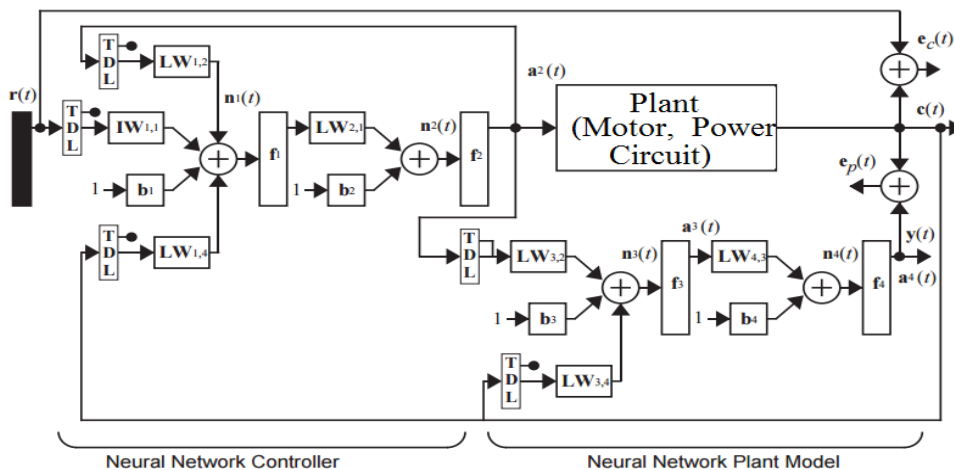 e_c(t)
T
D
L
LW1,2
a²(t)
r(t)
n1(t)
Plant
(Motor, Power
Circuit)
c(t)
T
D
L
IW1,1
LW2,1
n²(t)
f1
f2
e_p(t)
1
b1
1
b2
T
D
L
LW1,4
T
D
L
LW3,2
n3(t)
a³(t)
LW4,3
n4(t)
y(t)
a4(t)
f3
f4
1
b3
1
b4
T
D
L
LW3,4
Neural Network Controller
Neural Network Plant Model